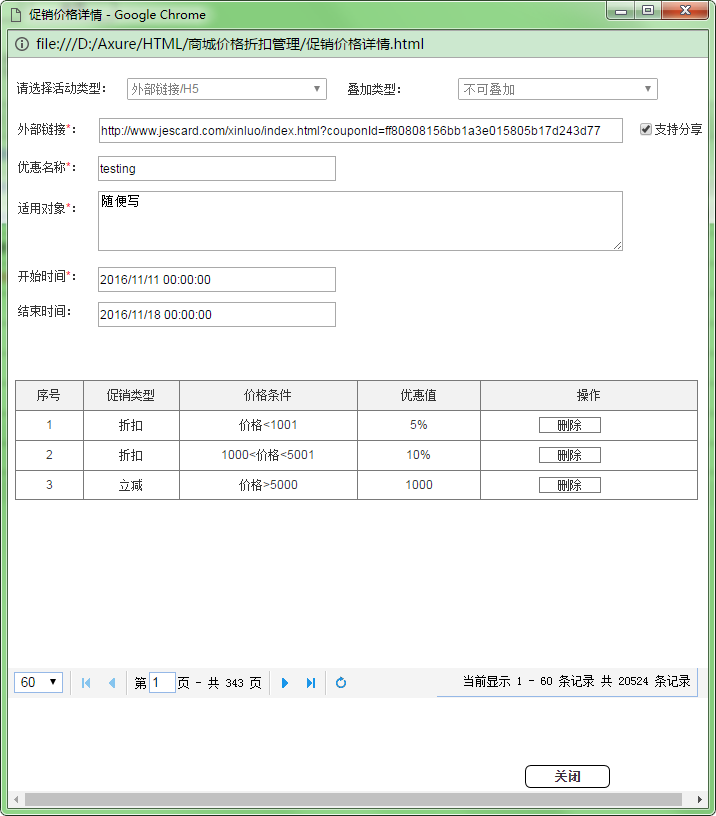 促销价格详情 - Google Chrome
file:///D:/Axure/HTML/商城价格折扣管理/促销价格详情.html
请选择活动类型： 外部链接/H5 叠加类型： 不可叠加
外部链接*： http://www.jescard.com/xinluo/index.html?couponId=ff80808156bb1a3e015805b17d243d77 支持分享
优惠名称*： testing
适用对象*： 随便写
开始时间*： 2016/11/11 00:00:00
结束时间： 2016/11/18 00:00:00
序号 促销类型 价格条件 优惠值 操作
1 折扣 价格<1001 5% 删除
2 折扣 1000<价格<5001 10% 删除
3 立减 价格>5000 1000 删除
60 第 1 页 - 共 343 页 当前显示 1 - 60 条记录 共 20524 条记录
关闭